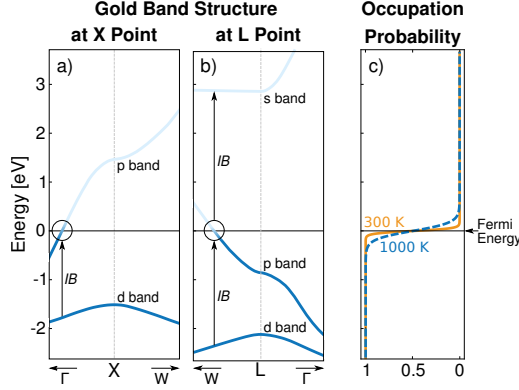 Gold Band Structure
at X Point
at L Point
Occupation
Probability
a)
b)
c)
Energy [eV]
3
2
1
0
-1
-2
p band
d band
IB
s band
p band
d band
IB
IB
300 K
1000 K
Fermi
Energy
Γ
X
W
W
L
Γ
1
0.5
0